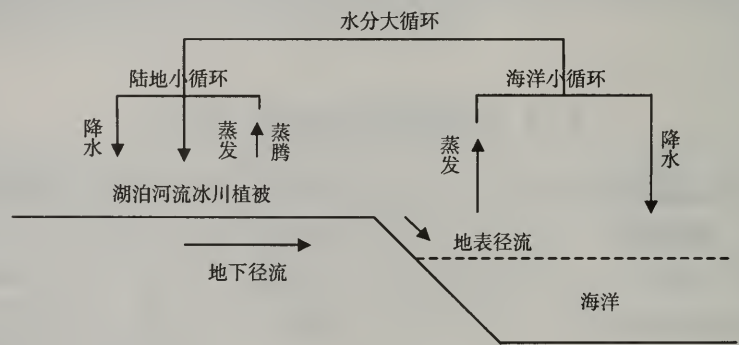 水分大循环
陆地小循环
海洋小循环
降水
蒸发
蒸腾
蒸发
降水
湖泊河流冰川植被
地表径流
地下径流
海洋